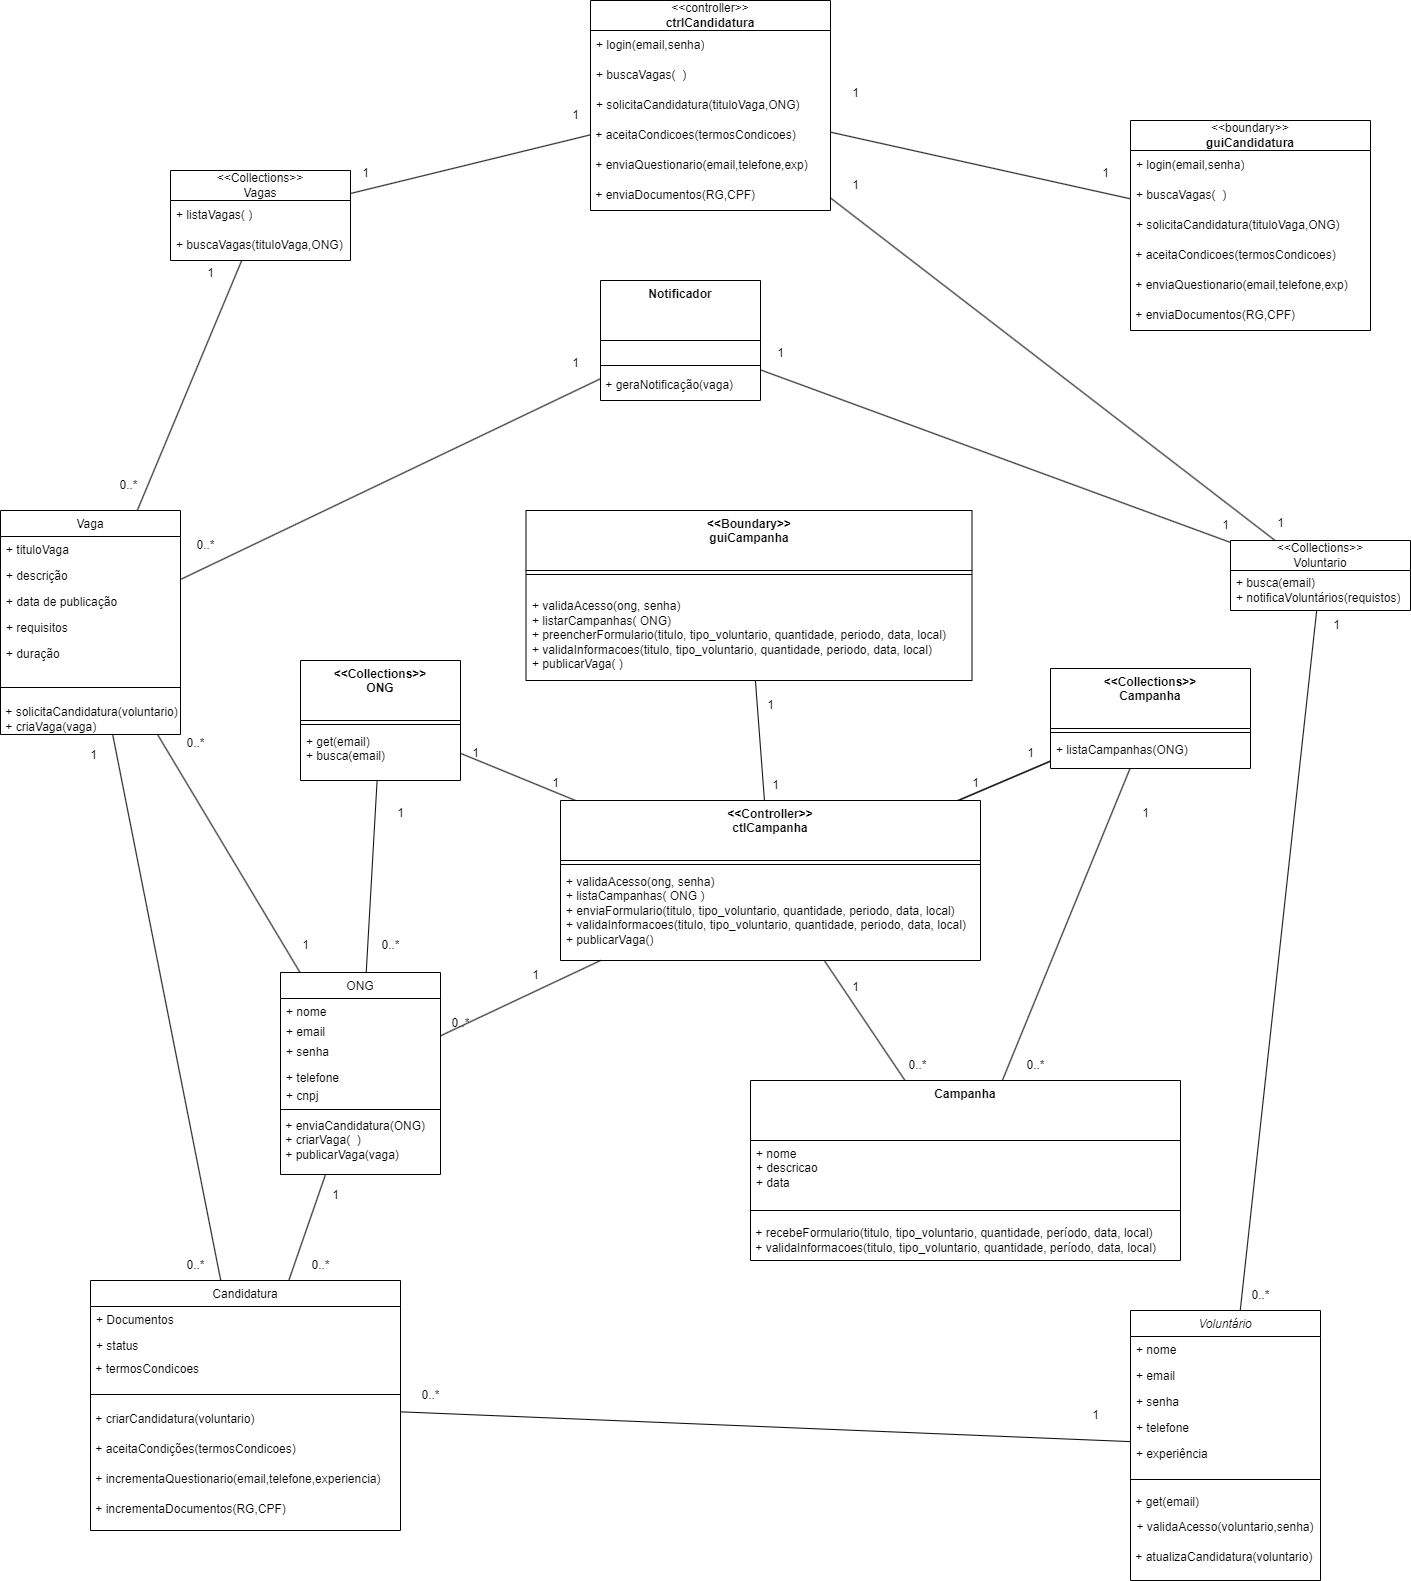 <<controller>>
ctrlCandidatura
+ login(email,senha)
+ buscaVagas(  )
+ solicitaCandidatura(tituloVaga,ONG)
+ aceitaCondicoes(termosCondicoes)
+ enviaQuestionario(email,telefone,exp)
+ enviaDocumentos(RG,CPF)
1
1
1
1
1
<<boundary>>
guiCandidatura
+ login(email,senha)
+ buscaVagas(  )
+ solicitaCandidatura(tituloVaga,ONG)
+ aceitaCondicoes(termosCondicoes)
+ enviaQuestionario(email,telefone,exp)
+ enviaDocumentos(RG,CPF)
<<Collections>>
Vagas
+ listaVagas( )
+ buscaVagas(tituloVaga,ONG)
1
0..*
Notificador
+ geraNotificação(vaga)
1
1
0..*
1
1
Vaga
+ tituloVaga
+ descrição
+ data de publicação
+ requisitos
+ duração
+ solicitaCandidatura(voluntario)
+ criaVaga(vaga)
1
0..*
<<Boundary>>
guiCampanha
+ validaAcesso(ong, senha)
+ listarCampanhas( ONG)
+ preencherFormulario(titulo, tipo_voluntario, quantidade, periodo, data, local)
+ validaInformacoes(titulo, tipo_voluntario, quantidade, periodo, data, local)
+ publicarVaga( )
1
1
<<Collections>>
Voluntario
+ busca(email)
+ notificaVoluntários(requistos)
1
<<Collections>>
ONG
+ get(email)
+ busca(email)
1
1
1
<<Collections>>
Campanha
+ listaCampanhas(ONG)
1
1
1
<<Controller>>
ctlCampanha
+ validaAcesso(ong, senha)
+ listaCampanhas( ONG )
+ enviaFormulario(titulo, tipo_voluntario, quantidade, periodo, data, local)
+ validaInformacoes(titulo, tipo_voluntario, quantidade, periodo, data, local)
+ publicarVaga()
1
0..*
1
0..*
1
0..*
0..*
ONG
+ nome
+ email
+ senha
+ telefone
+ cnpj
+ enviaCandidatura(ONG)
+ criarVaga(  )
+ publicarVaga(vaga)
1
0..*
0..*
Campanha
+ nome
+ descricao
+ data
+ recebeFormulario(titulo, tipo_voluntario, quantidade, período, data, local)
+ validaInformacoes(titulo, tipo_voluntario, quantidade, período, data, local)
Candidatura
+ Documentos
+ status
+ termosCondicoes
+ criarCandidatura(voluntario)
+ aceitaCondições(termosCondicoes)
+ incrementaQuestionario(email,telefone,experiencia)
+ incrementaDocumentos(RG,CPF)
0..*
1
0..*
Voluntário
+ nome
+ email
+ senha
+ telefone
+ experiência
+ get(email)
+ validaAcesso(voluntario,senha)
+ atualizaCandidatura(voluntario)